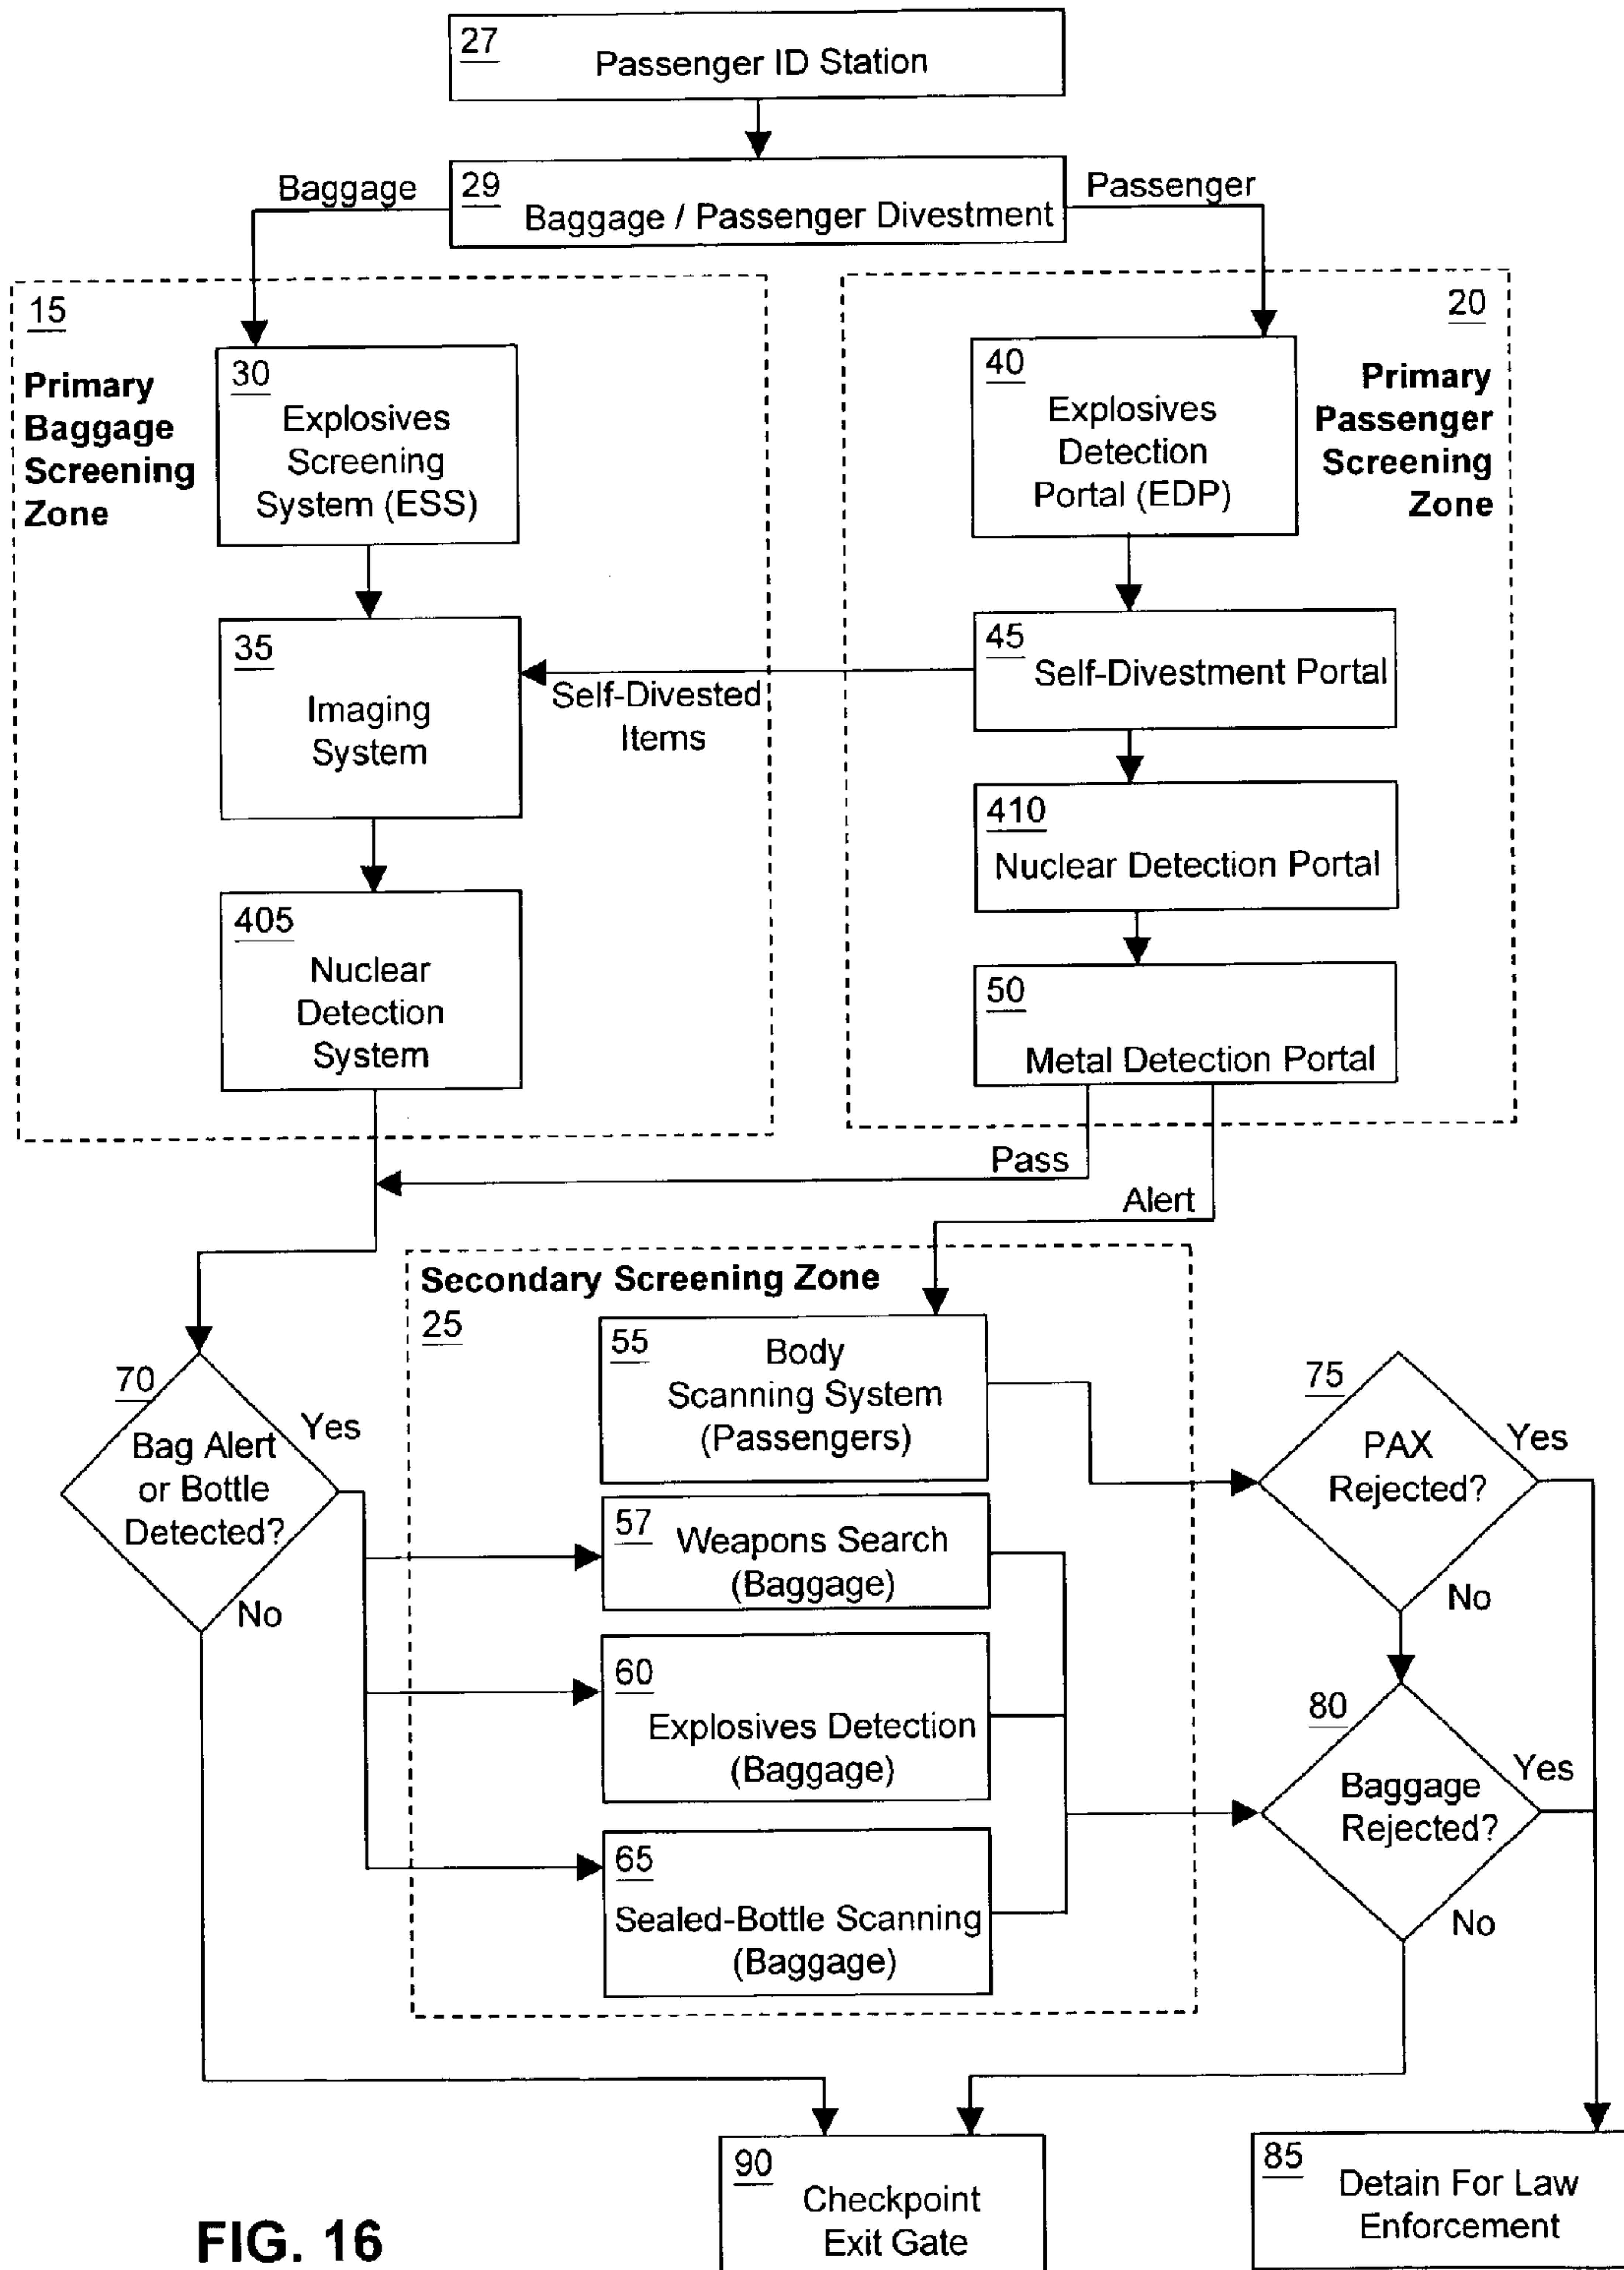 27
Passenger ID Station
Baggage
29
Baggage / Passenger Divestment
Passenger
15
Primary
Baggage
Screening
Zone
30
Explosives
Screening
System (ESS)
35
Imaging
System
405
Nuclear
Detection
System
20
Primary
Passenger
Screening
Zone
40
Explosives
Detection
Portal (EDP)
45
Self-Divestment Portal
Self-Divested
Items
410
Nuclear Detection Portal
50
Metal Detection Portal
Pass
Alert
Secondary Screening Zone
25
55
Body
Scanning System
(Passengers)
70
Bag Alert
or Bottle
Detected?
Yes
No
57
Weapons Search
(Baggage)
60
Explosives Detection
(Baggage)
65
Sealed-Bottle Scanning
(Baggage)
75
PAX
Rejected?
Yes
No
80
Baggage
Rejected?
Yes
No
90
Checkpoint
Exit Gate
85
Detain For Law
Enforcement
FIG. 16